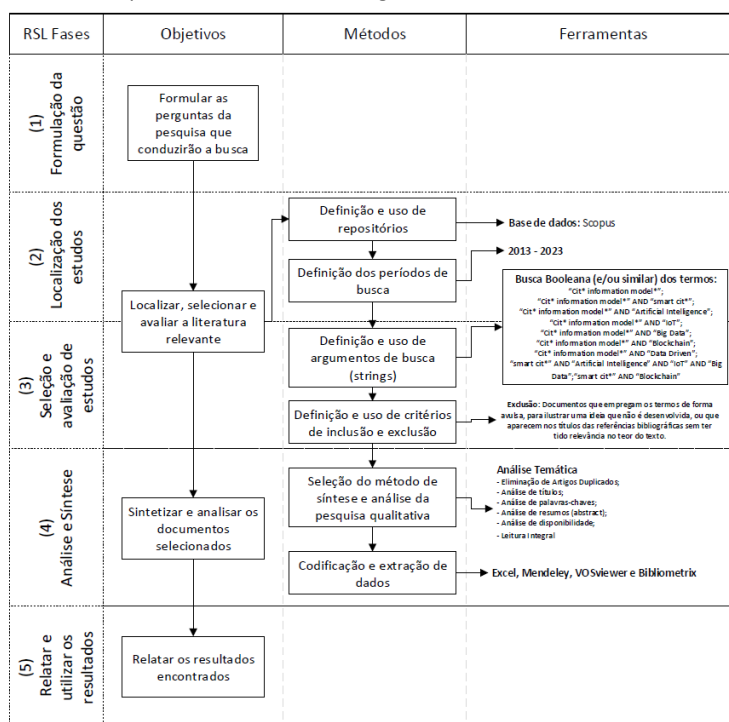 RSL Fases
Objetivos
Métodos
Ferramentas
(1)
Formulação da
questão
Formular as
perguntas da
pesquisa que
conduzirão a busca
(2)
Localização dos
estudos
Definição e uso de
repositórios
Base de dados: Scopus
Definição dos períodos de
busca
2013 - 2023
Localizar, selecionar e
avaliar a literatura
relevante
Busca Booleana (e/ou similar) dos termos:
"Cit* information model*";
"Cit* information model*" AND "smart cit*";
"Cit* information model*" AND "Artificial Intelligence";
"Cit* information model*" AND "IoT";
"Cit* information model*" AND "Big Data";
"Cit* information model*" AND "Blockchain";
"Cit* information model*" AND "Data Driven";
"smart cit*" AND "Artificial Intelligence" AND "IoT" AND "Big
Data";"smart cit*" AND "Blockchain"
(3)
Seleção e
avaliação de
estudos
Definição e uso de
argumentos de busca
(strings)
Definição e uso de critérios
de inclusão e exclusão
Exclusão: Documentos que empregam os termos de forma
avulsa, para ilustrar uma ideia que não é desenvolvida, ou que
aparecem nos títulos das referências bibliográficas sem ter
tido relevância no teor do texto.
(4)
Análise e Síntese
Sintetizar e analisar os
documentos
selecionados
Seleção do método de
síntese e análise da
pesquisa qualitativa
Análise Temática
- Eliminação de Artigos Duplicados;
- Análise de títulos;
- Análise de palavras-chaves;
- Análise de resumos (abstract);
- Análise de disponibilidade;
- Leitura Integral
Codificação e extração de
dados
Excel, Mendeley, VOSviewer e Bibliometrix
(5)
Relatar e
utilizar os
resultados
Relatar os resultados
encontrados